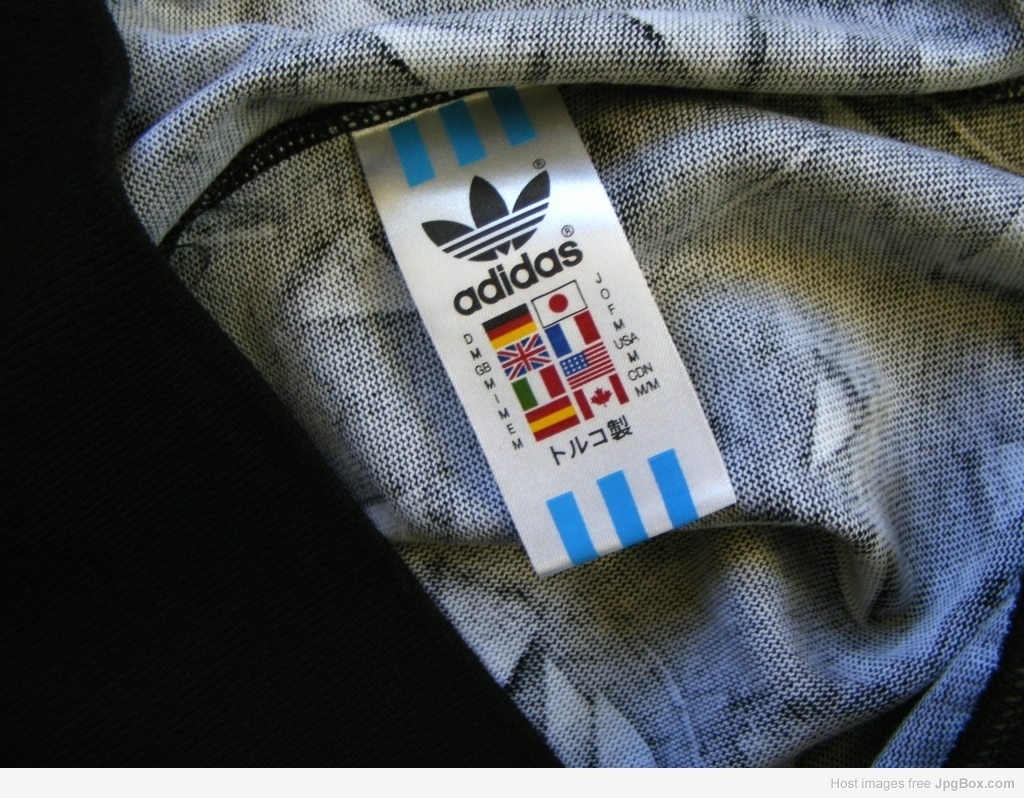 ®
®
adidas
D M GB M I M E M
J O F M USA M CDN M/M
トルコ製
Host images free JpgBox.com